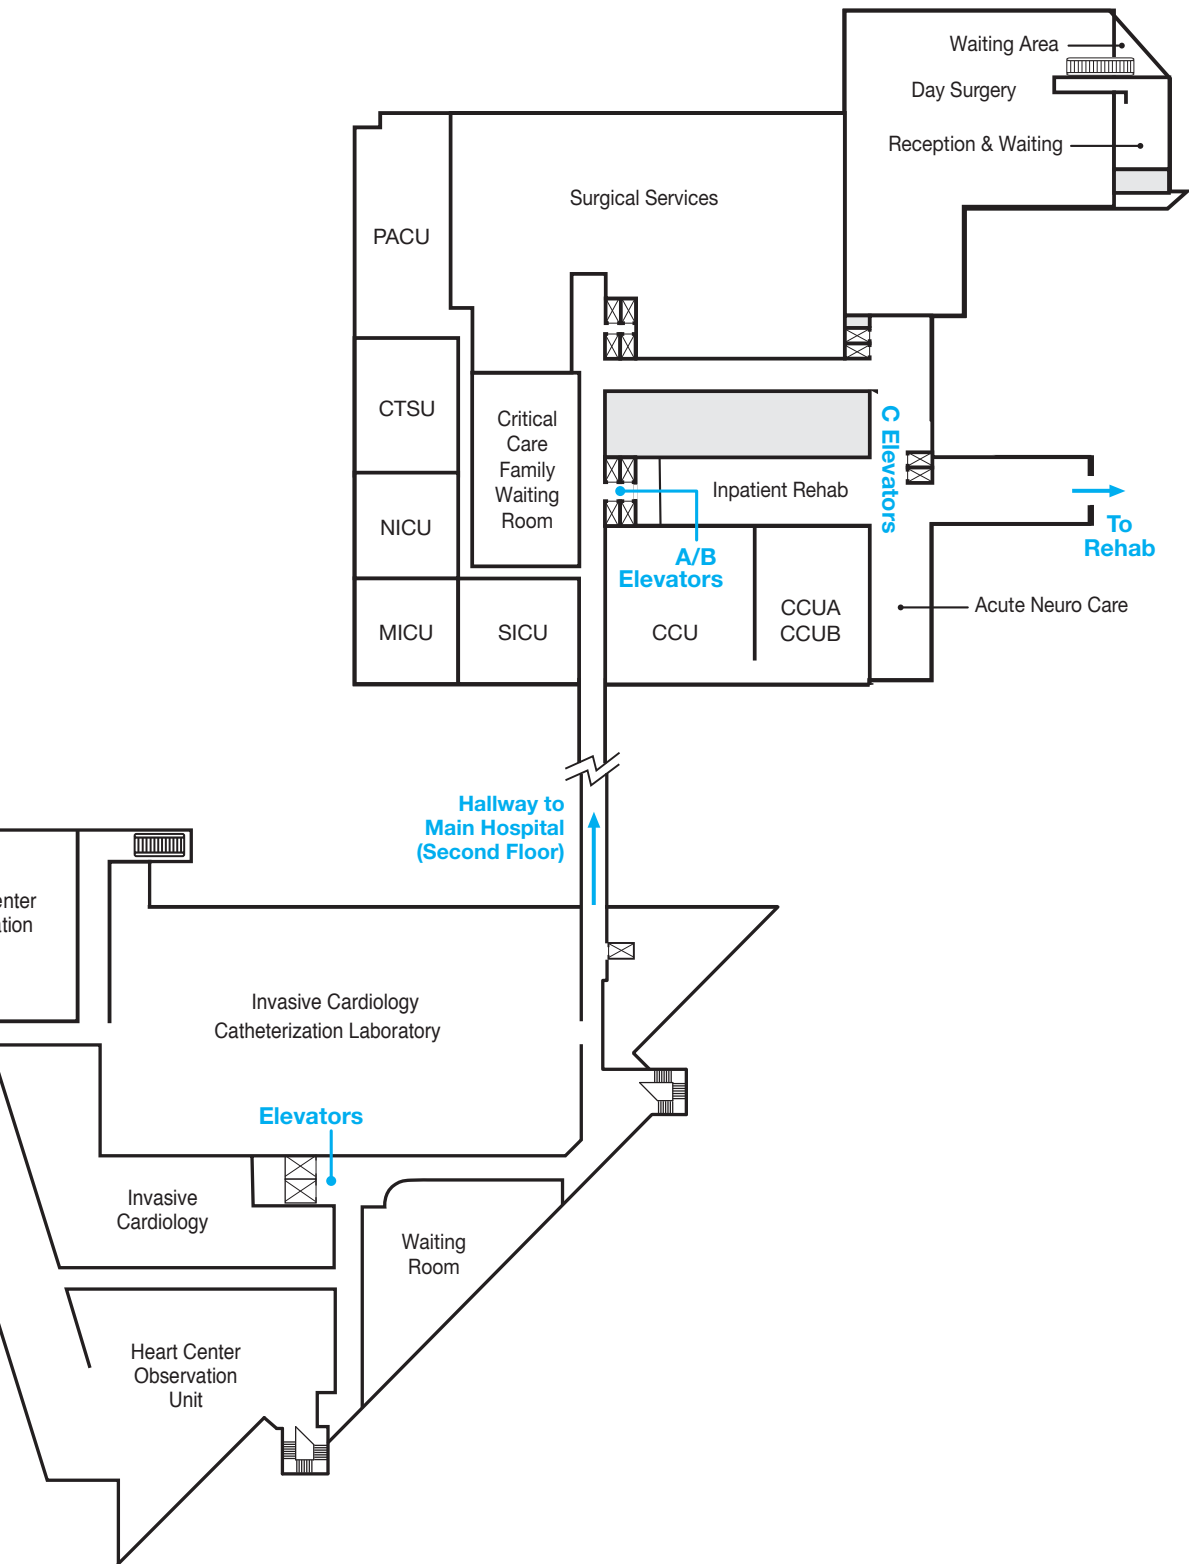 Waiting Area
Day Surgery
Reception & Waiting
Surgical Services
PACU
CTSU
Critical
Care
Family
Waiting
Room
C Elevators
Inpatient Rehab
NICU
To
Rehab
A/B
Elevators
MICU
SICU
CCU
CCUA
CCUB
Acute Neuro Care
Hallway to
Main Hospital
(Second Floor)
Invasive Cardiology
Catheterization Laboratory
Elevators
Invasive
Cardiology
Waiting
Room
Heart Center
Observation
Unit